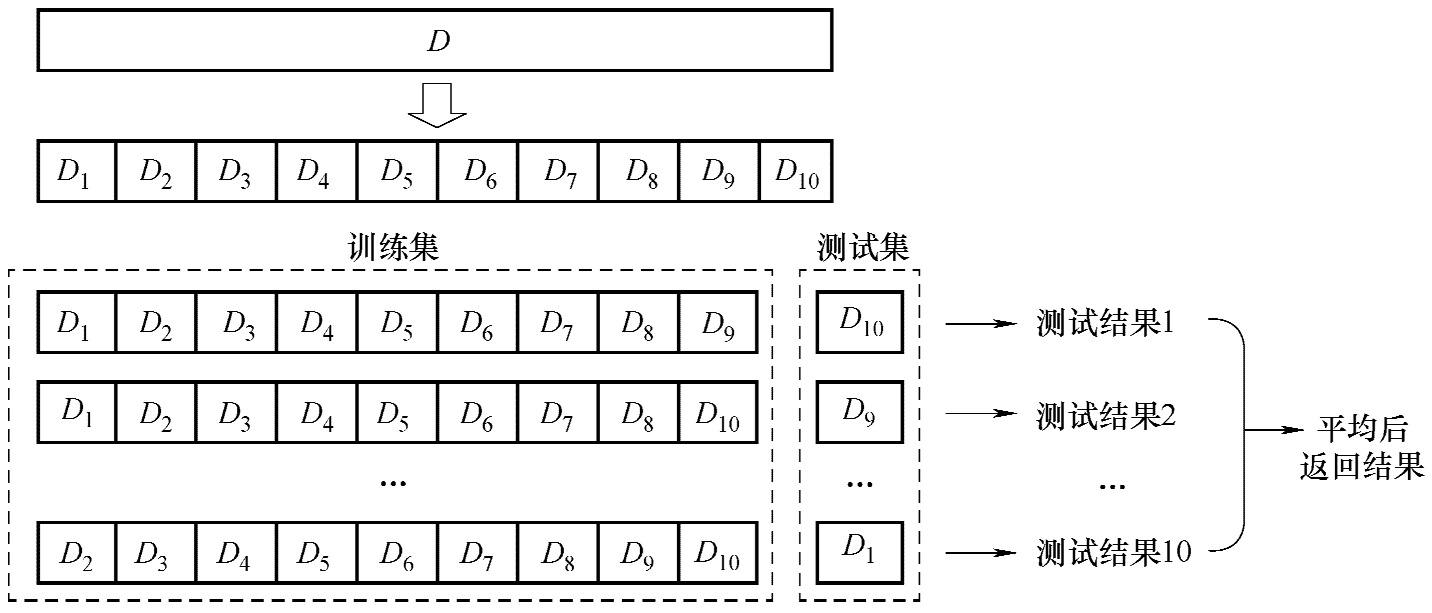 D
D₁ D₂ D₃ D₄ D₅ D₆ D₇ D₈ D₉ D₁₀
训练集 测试集
D₁ D₂ D₃ D₄ D₅ D₆ D₇ D₈ D₉ D₁₀ 测试结果1
D₁ D₂ D₃ D₄ D₅ D₆ D₇ D₈ D₁₀ D₉ 测试结果2
平均后
返回结果
... ... ...
D₂ D₃ D₄ D₅ D₆ D₇ D₈ D₉ D₁₀ D₁ 测试结果10